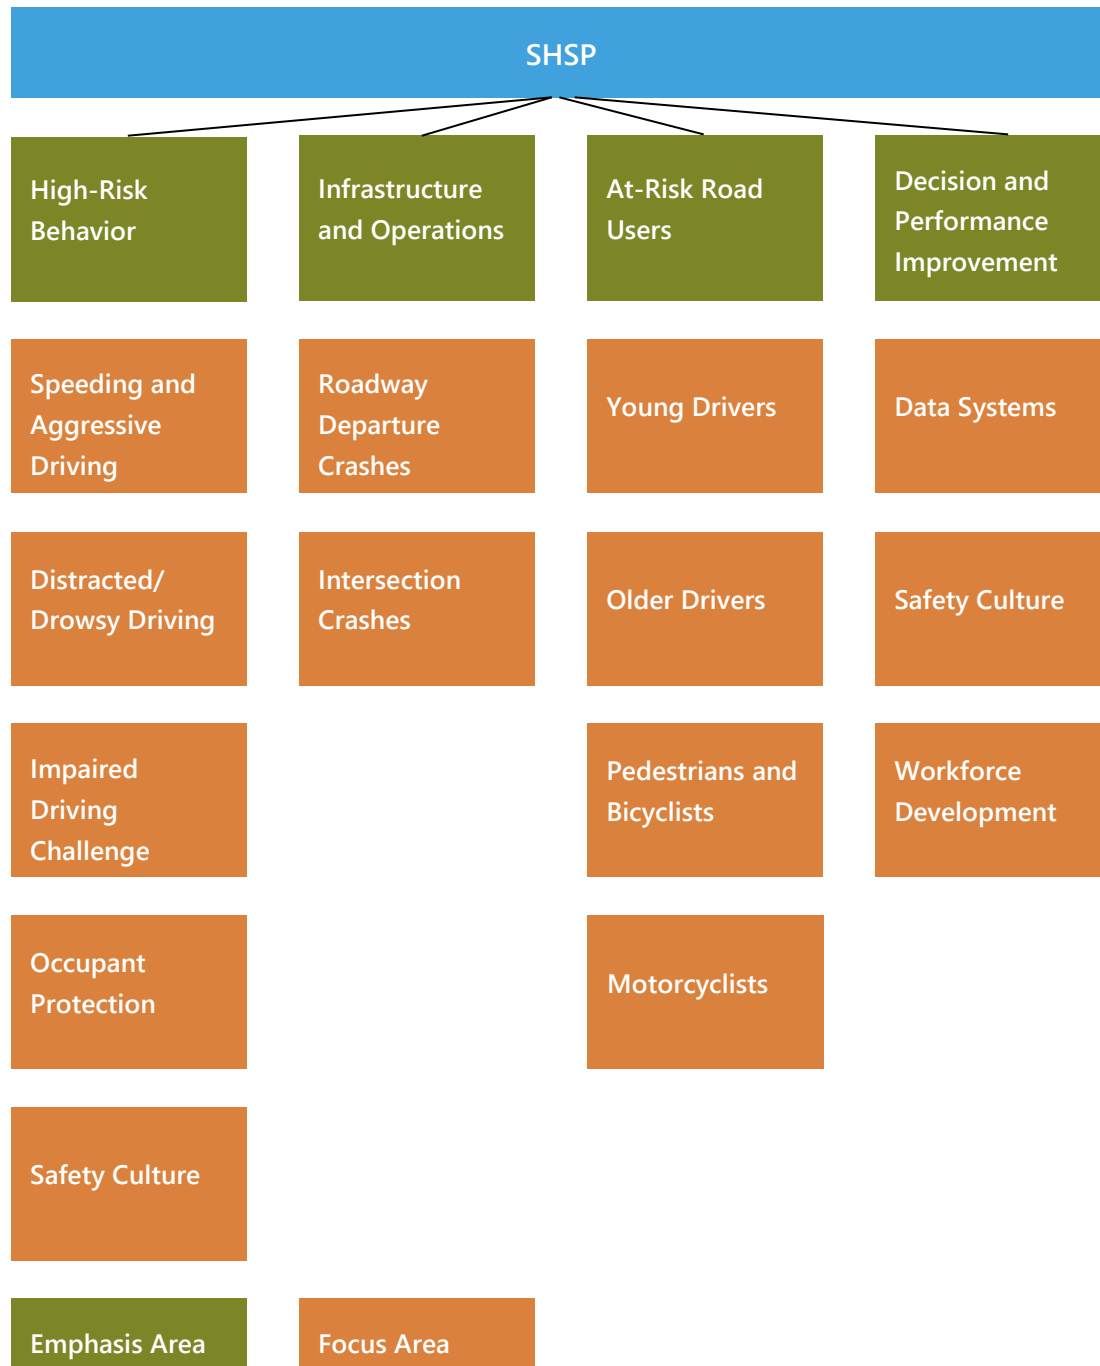 SHSP
High-Risk
Behavior
Infrastructure
and Operations
At-Risk Road
Users
Decision and
Performance
Improvement
Speeding and
Aggressive
Driving
Roadway
Departure
Crashes
Young Drivers
Data Systems
Distracted/
Drowsy Driving
Intersection
Crashes
Older Drivers
Safety Culture
Impaired
Driving
Challenge
Pedestrians and
Bicyclists
Workforce
Development
Occupant
Protection
Motorcyclists
Safety Culture
Emphasis Area
Focus Area